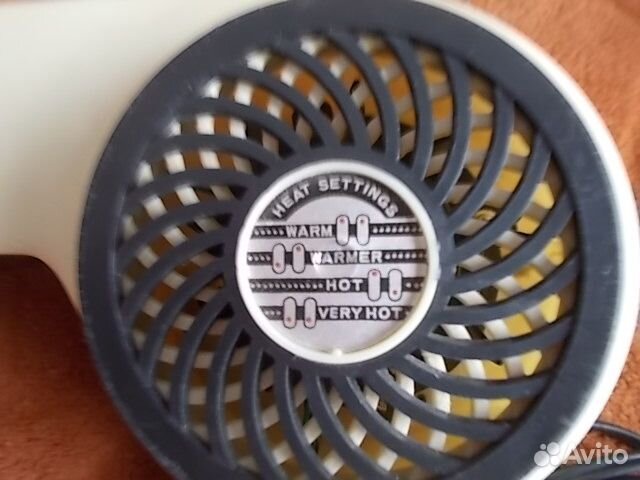 HEAT SETTINGS
WARM
WARMER
HOT
VERY HOT
Avito